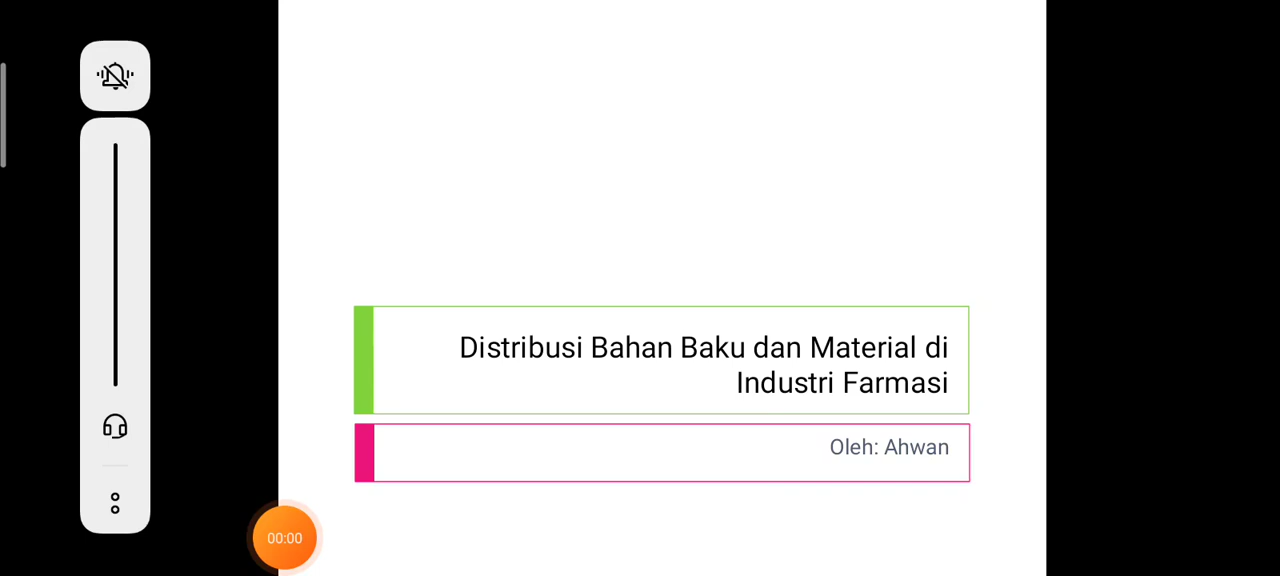 Distribusi Bahan Baku dan Material di
Industri Farmasi
Oleh: Ahwan
00:00